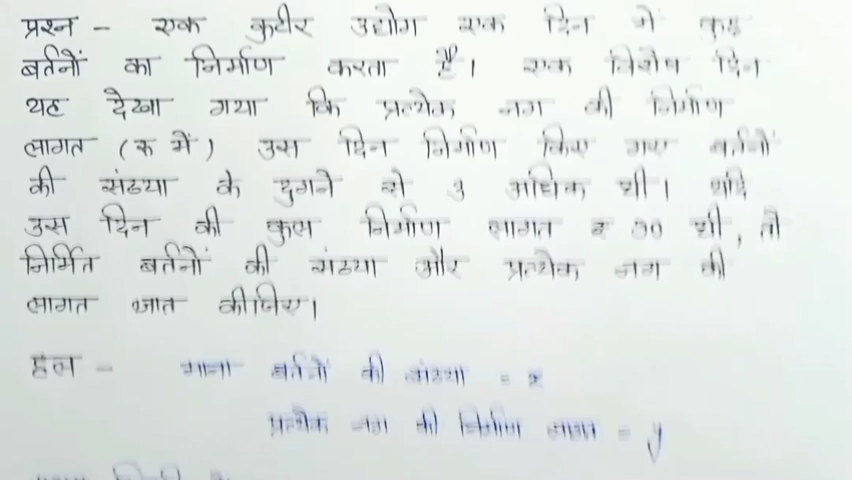 प्रश्न - एक कुटीर उद्योग एक दिन में कुछ
बर्तनों का निर्माण करता है। एक विशेष दिन
यह देखा गया कि प्रत्येक नग की निर्माण
लागत (रु में) उस दिन निर्माण किए गए बर्तनों
की संख्या के दुगने से 3 अधिक थी। यदि
उस दिन की कुल निर्माण लागत ₹ 90 थी, तो
निर्मित बर्तनों की संख्या और प्रत्येक नग की
लागत ज्ञात कीजिए।
हल - माना बर्तनों की संख्या = x
प्रत्येक नग की निर्माण लागत = y